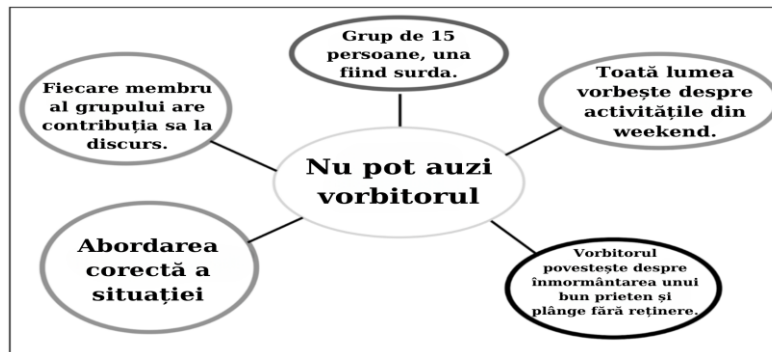 Grup de 15
persoane, una
fiind surda.
Fiecare membru
al grupului are
contribuția sa la
discurs.
Toată lumea
vorbește despre
activitățile din
weekend.
Nu pot auzi
vorbitorul
Abordarea
corectă a
situației
Vorbitorul
povestește despre
înmormântarea unui
bun prieten și
plânge fără reținere.